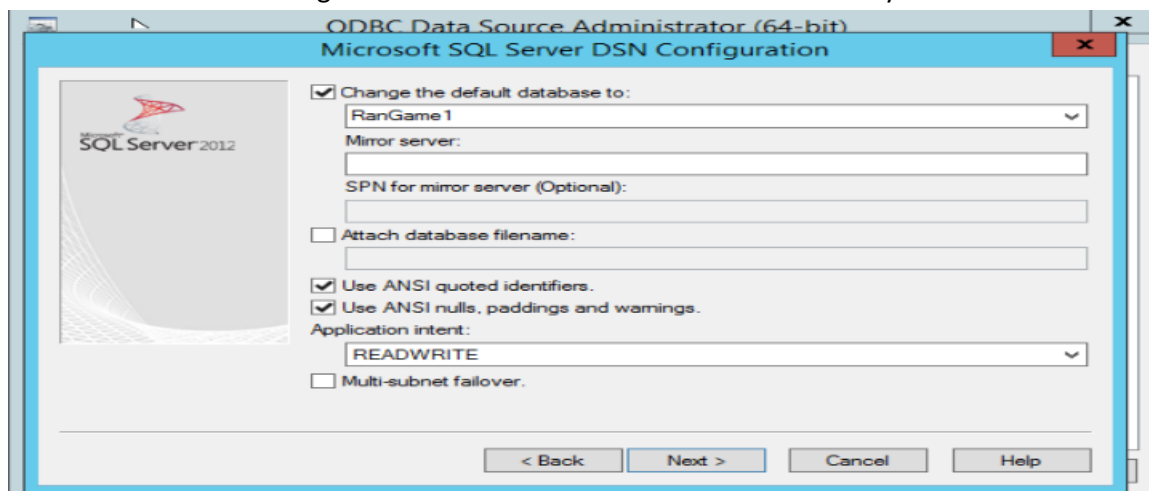 ODBC Data Source Administrator (64-bit)
Microsoft SQL Server DSN Configuration
Microsoft
SQL Server 2012
Change the default database to:
RanGame1
Mirror server:
SPN for mirror server (Optional):
Attach database filename:
Use ANSI quoted identifiers.
Use ANSI nulls, paddings and warnings.
Application intent:
READWRITE
Multi-subnet failover.
< Back
Next >
Cancel
Help